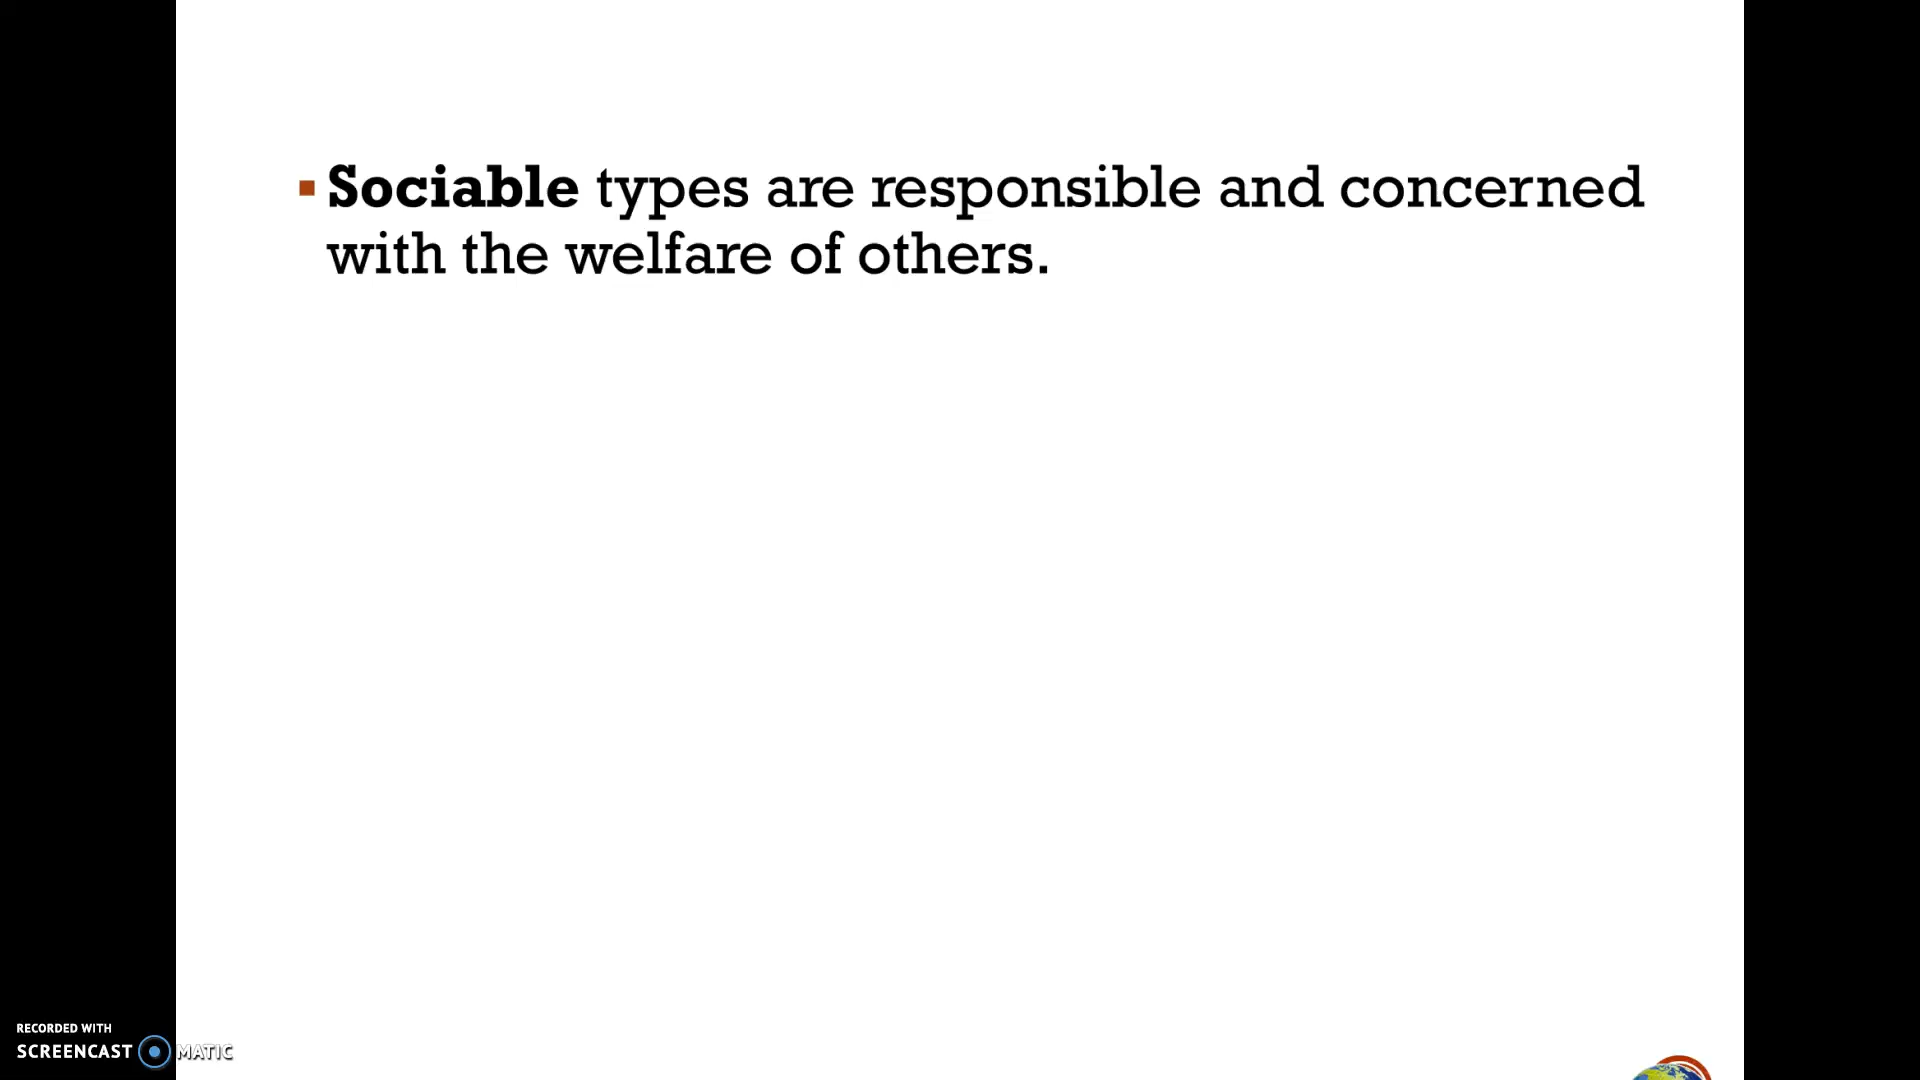 ▪ Sociable types are responsible and concerned
with the welfare of others.
RECORDED WITH
SCREENCAST MATIC